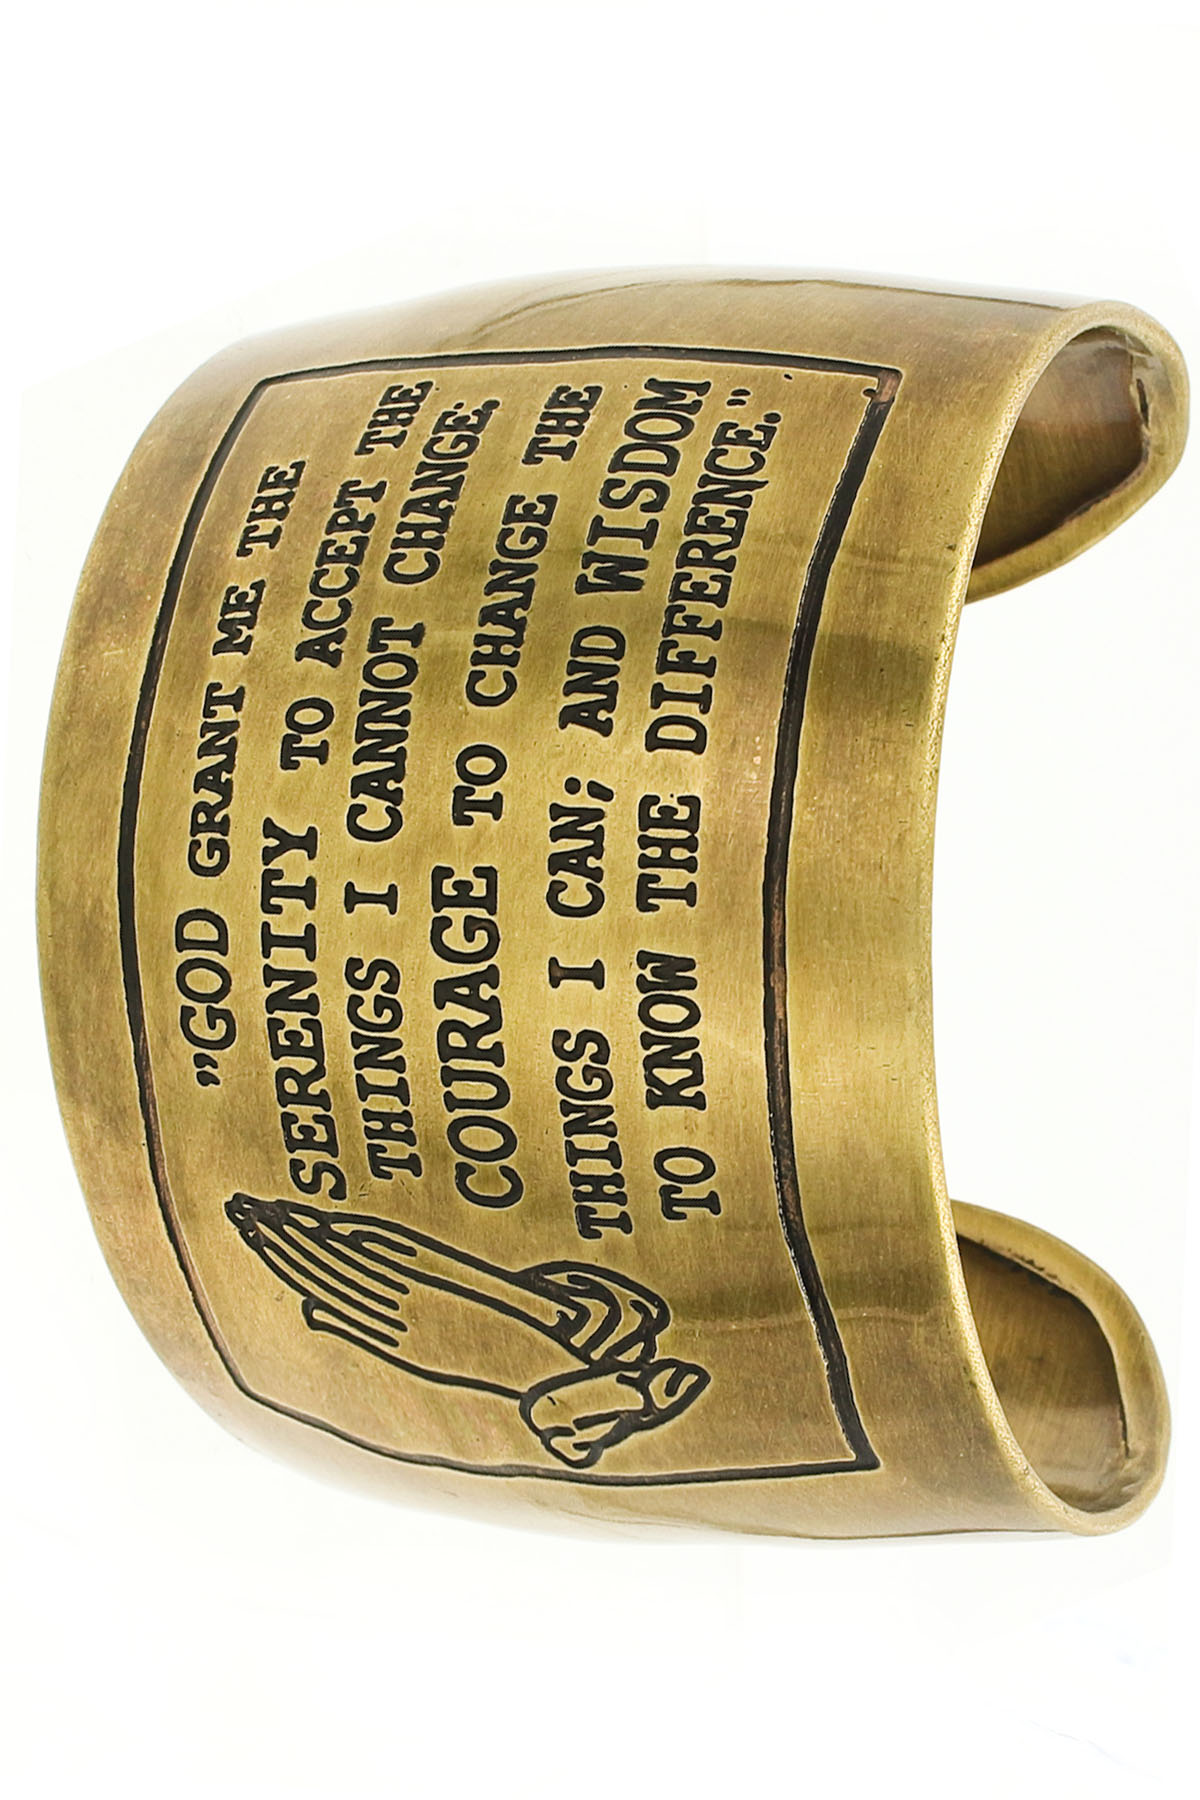 "GOD GRANT ME THE
SERENITY TO ACCEPT THE
THINGS I CANNOT CHANGE;
COURAGE TO CHANGE THE
THINGS I CAN; AND WISDOM
TO KNOW THE DIFFERENCE."